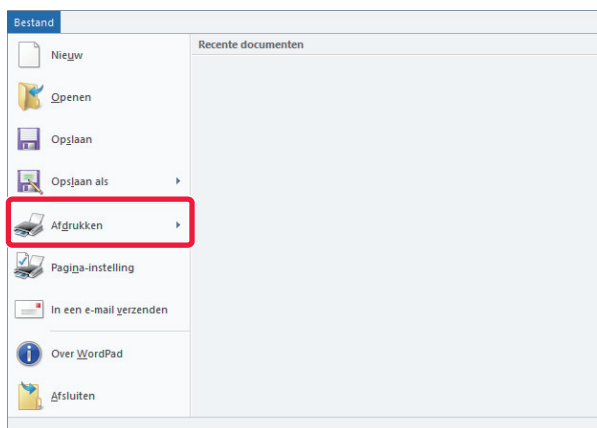 Bestand
Recente documenten
Nieuw
Openen
Opslaan
Opslaan als
Afdrukken
Pagina-instelling
In een e-mail verzenden
Over WordPad
Afsluiten